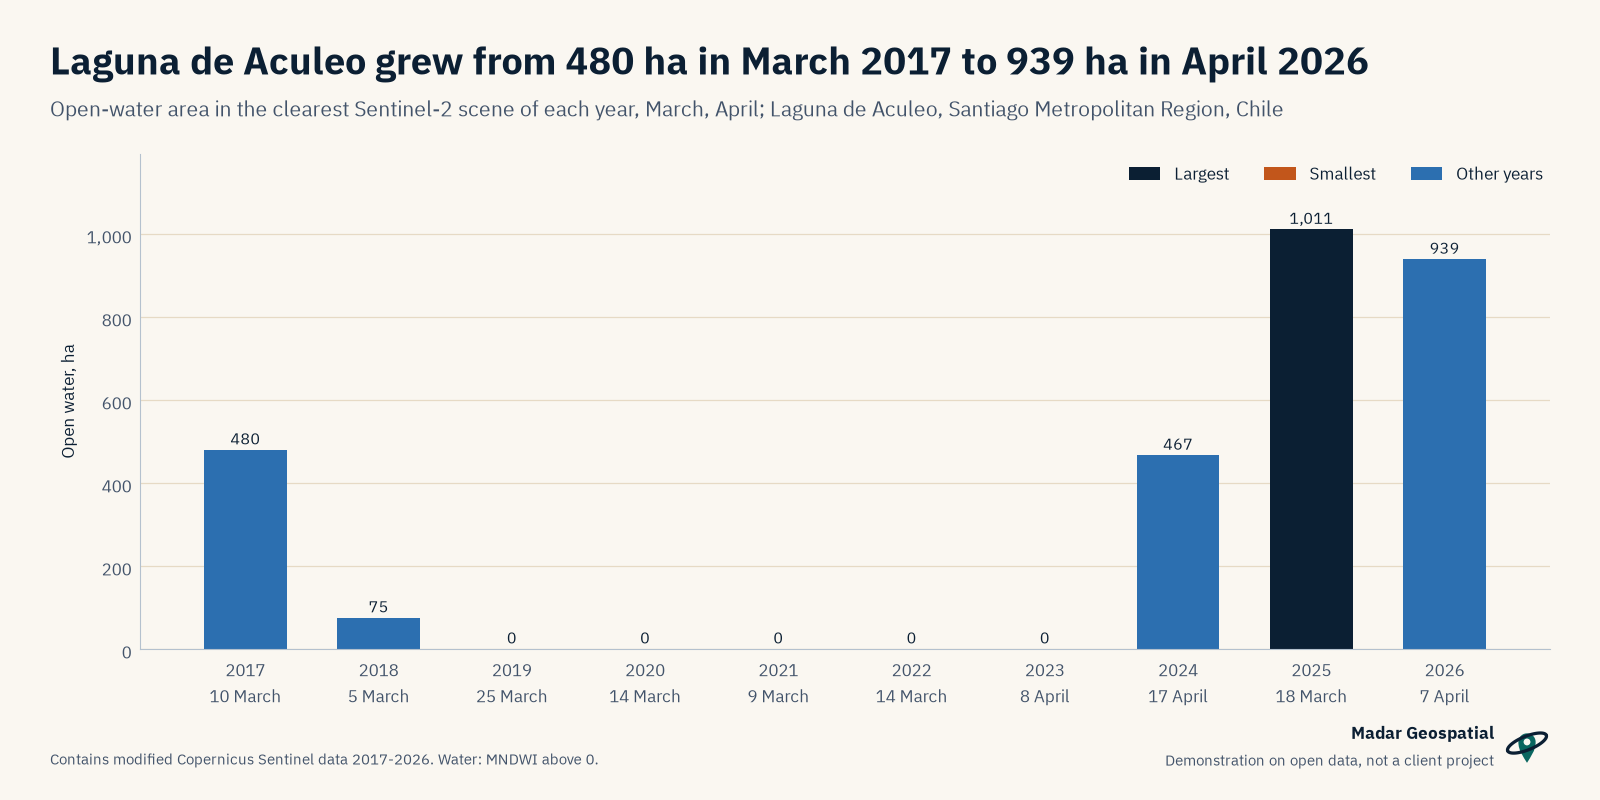 Laguna de Aculeo grew from 480 ha in March 2017 to 939 ha in April 2026
Open-water area in the clearest Sentinel-2 scene of each year, March, April; Laguna de Aculeo, Santiago Metropolitan Region, Chile
Largest
Smallest
Other years
Open water, ha
1,000
800
600
400
200
0
480
75
0
0
0
0
0
467
1,011
939
2017
2018
2019
2020
2021
2022
2023
2024
2025
2026
10 March
5 March
25 March
14 March
9 March
14 March
8 April
17 April
18 March
7 April
Contains modified Copernicus Sentinel data 2017-2026. Water: MNDWI above 0.
Madar Geospatial
Demonstration on open data, not a client project